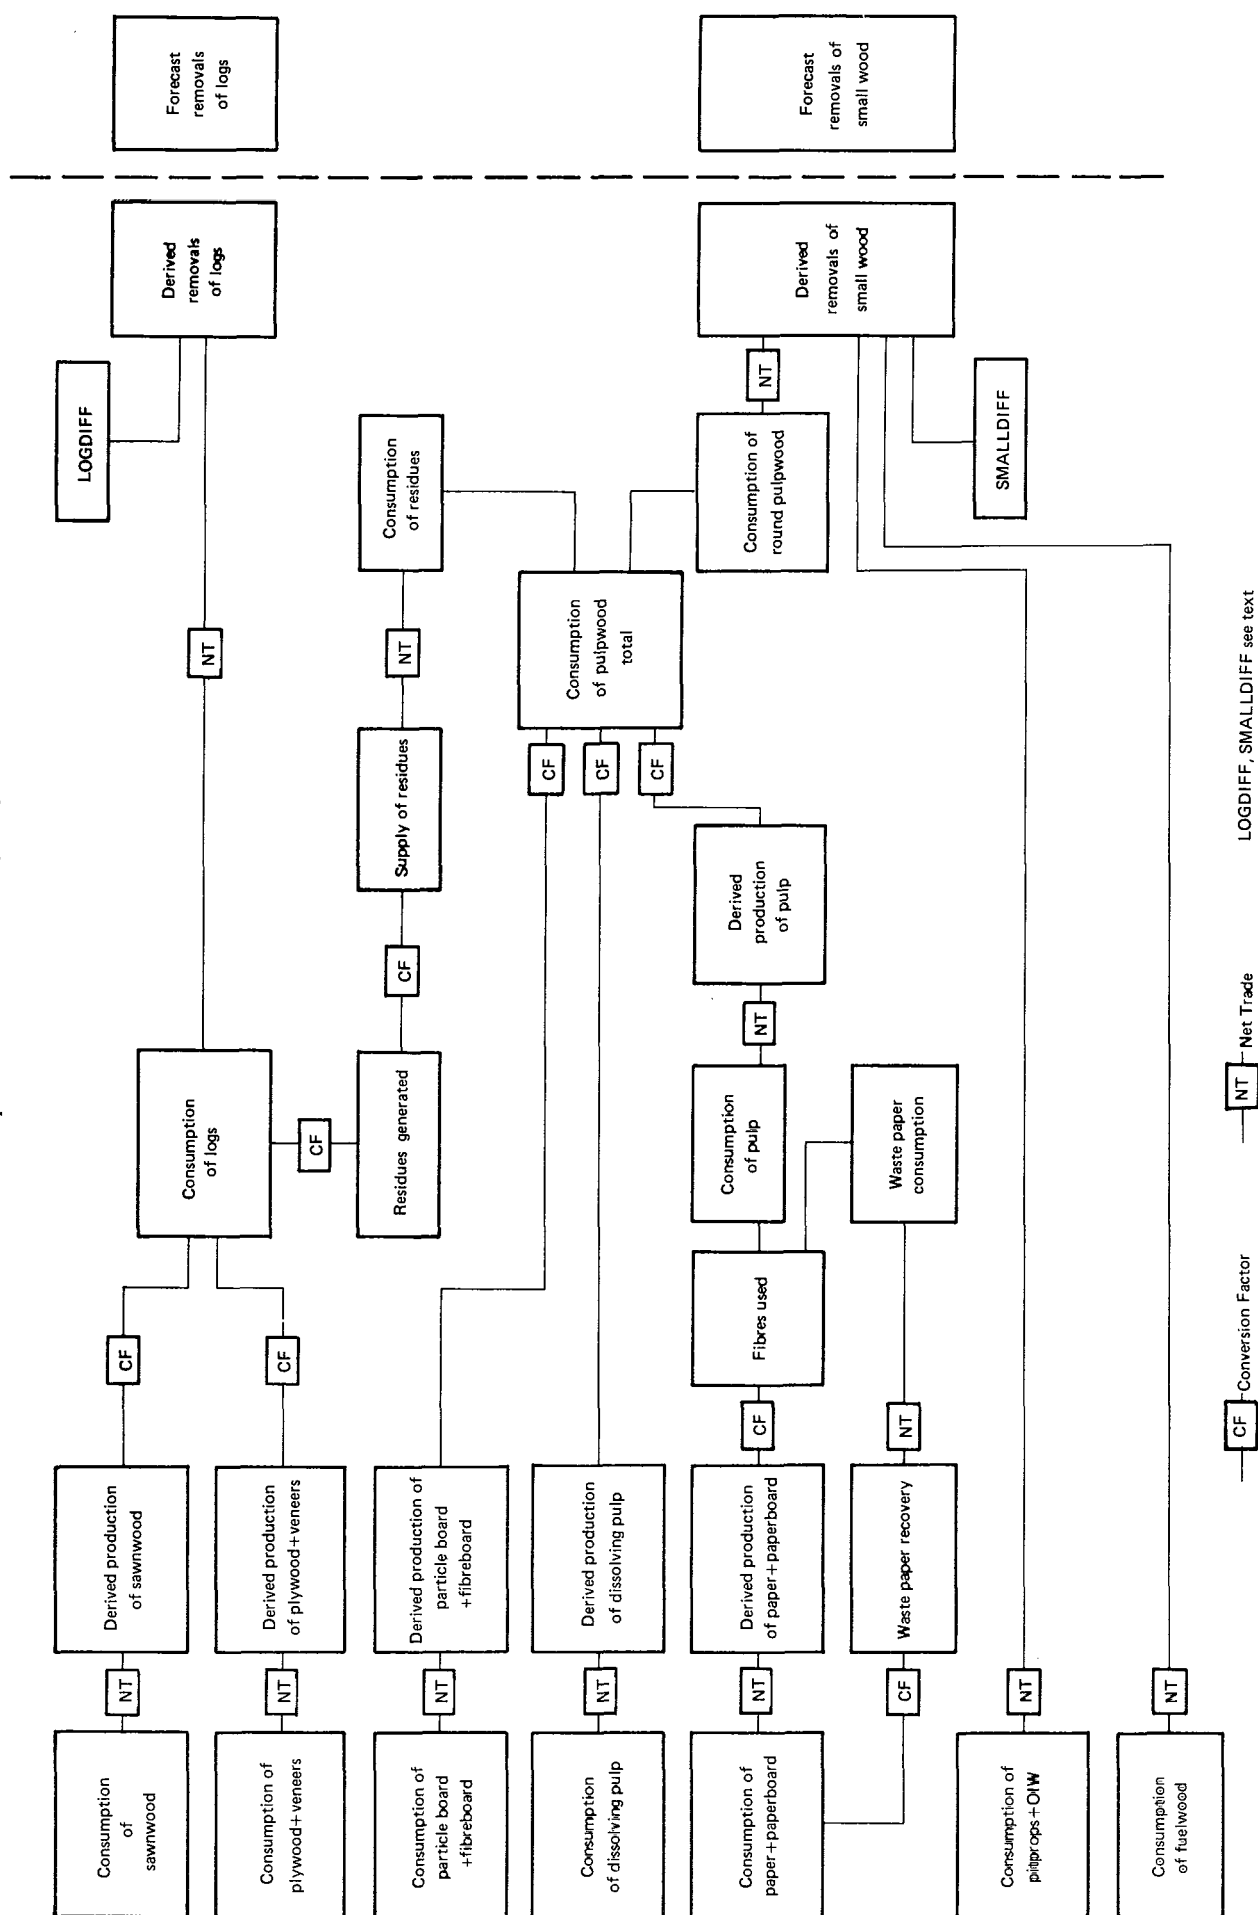 Consumption
of
sawnwood
NT
Derived production
of sawnwood
CF
Consumption of
plywood+veneers
NT
Derived production
of plywood+veneers
CF
Consumption
of logs
NT
LOGDIFF
Derived
removals
of logs
Forecast
removals
of logs
CF
Residues generated
CF
Supply of residues
NT
Consumption
of residues
Consumption of
particle board
+fibreboard
NT
Derived production of
particle board
+fibreboard
CF
Consumption
of dissolving pulp
NT
Derived production
of dissolving pulp
CF
CF
Consumption
of pulpwood
total
Consumption of
paper+paperboard
NT
Derived production
of paper+paperboard
CF
Fibres used
Consumption
of pulp
NT
Derived
production
of pulp
Consumption of
round pulpwood
NT
Derived
removals of
small wood
Forecast
removals of
small wood
CF
Waste paper recovery
NT
Waste paper
consumption
SMALLDIFF
Consumption of
pitprops+OIW
NT
Consumption
of fuelwood
NT
CF Conversion Factor
NT Net Trade
LOGDIFF, SMALLDIFF see text